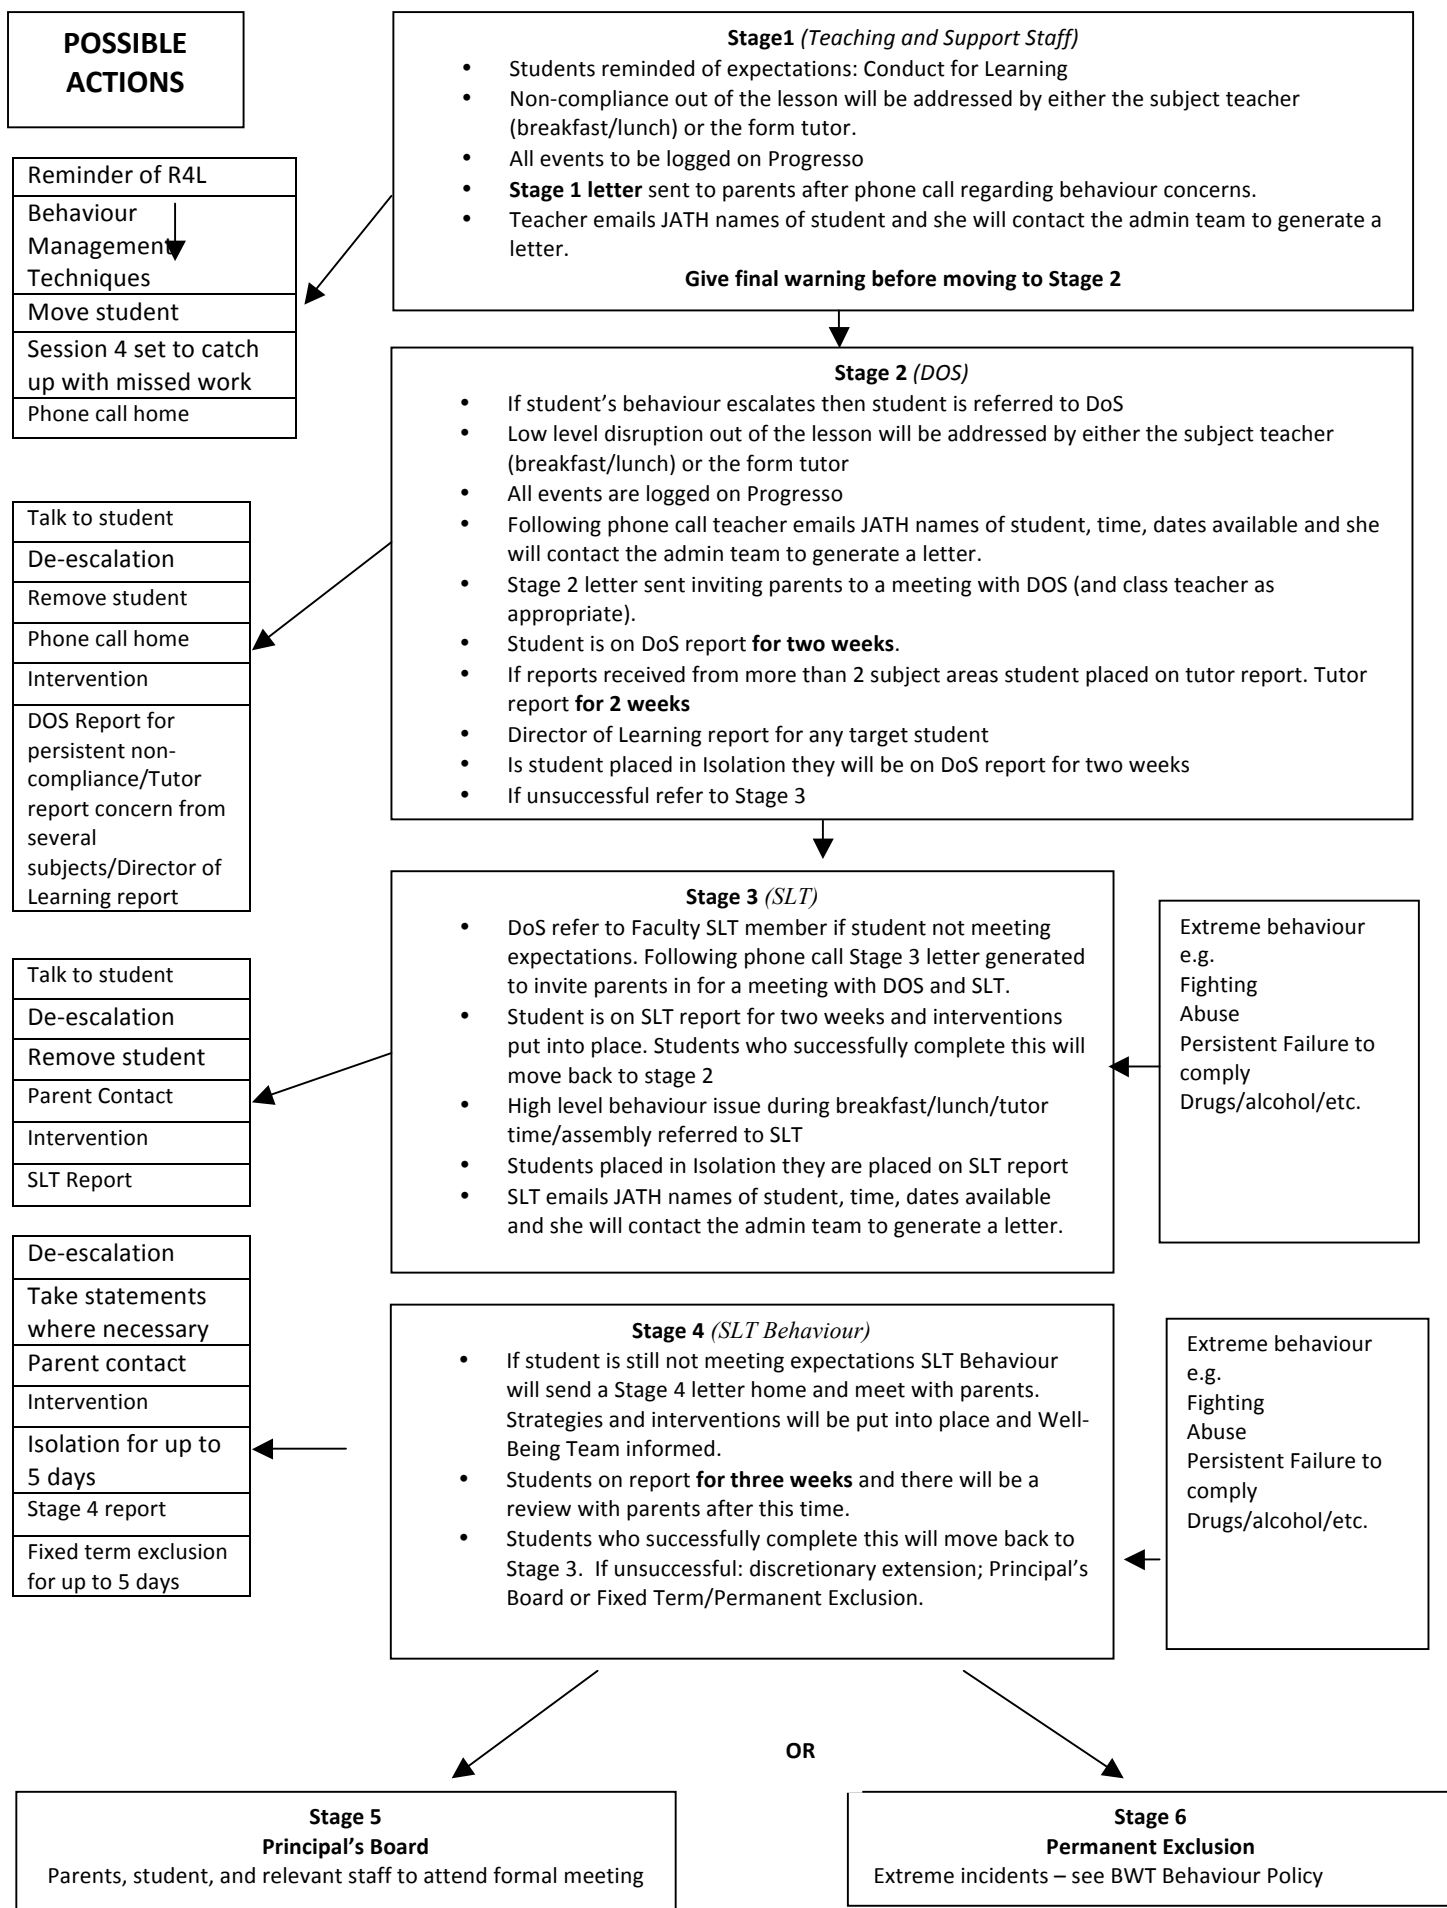 POSSIBLE
ACTIONS
Stage1 (Teaching and Support Staff)
• Students reminded of expectations: Conduct for Learning
• Non-compliance out of the lesson will be addressed by either the subject teacher
(breakfast/lunch) or the form tutor.
• All events to be logged on Progresso
• Stage 1 letter sent to parents after phone call regarding behaviour concerns.
• Teacher emails JATH names of student and she will contact the admin team to generate a
letter.
Give final warning before moving to Stage 2
Reminder of R4L
Behaviour
Management
Techniques
Move student
Session 4 set to catch
up with missed work
Phone call home
Stage 2 (DOS)
• If student’s behaviour escalates then student is referred to DoS
• Low level disruption out of the lesson will be addressed by either the subject teacher
(breakfast/lunch) or the form tutor
• All events are logged on Progresso
• Following phone call teacher emails JATH names of student, time, dates available and she
will contact the admin team to generate a letter.
• Stage 2 letter sent inviting parents to a meeting with DOS (and class teacher as
appropriate).
• Student is on DoS report for two weeks.
• If reports received from more than 2 subject areas student placed on tutor report. Tutor
report for 2 weeks
• Director of Learning report for any target student
• Is student placed in Isolation they will be on DoS report for two weeks
• If unsuccessful refer to Stage 3
Talk to student
De-escalation
Remove student
Phone call home
Intervention
DOS Report for
persistent non-
compliance/Tutor
report concern from
several
subjects/Director of
Learning report
Stage 3 (SLT)
• DoS refer to Faculty SLT member if student not meeting
expectations. Following phone call Stage 3 letter generated
to invite parents in for a meeting with DOS and SLT.
• Student is on SLT report for two weeks and interventions
put into place. Students who successfully complete this will
move back to stage 2
• High level behaviour issue during breakfast/lunch/tutor
time/assembly referred to SLT
• Students placed in Isolation they are placed on SLT report
• SLT emails JATH names of student, time, dates available
and she will contact the admin team to generate a letter.
Extreme behaviour
e.g.
Fighting
Abuse
Persistent Failure to
comply
Drugs/alcohol/etc.
Talk to student
De-escalation
Remove student
Parent Contact
Intervention
SLT Report
Stage 4 (SLT Behaviour)
• If student is still not meeting expectations SLT Behaviour
will send a Stage 4 letter home and meet with parents.
Strategies and interventions will be put into place and Well-
Being Team informed.
• Students on report for three weeks and there will be a
review with parents after this time.
• Students who successfully complete this will move back to
Stage 3. If unsuccessful: discretionary extension; Principal’s
Board or Fixed Term/Permanent Exclusion.
Extreme behaviour
e.g.
Fighting
Abuse
Persistent Failure to
comply
Drugs/alcohol/etc.
De-escalation
Take statements
where necessary
Parent contact
Intervention
Isolation for up to
5 days
Stage 4 report
Fixed term exclusion
for up to 5 days
OR
Stage 5
Principal’s Board
Parents, student, and relevant staff to attend formal meeting
Stage 6
Permanent Exclusion
Extreme incidents – see BWT Behaviour Policy